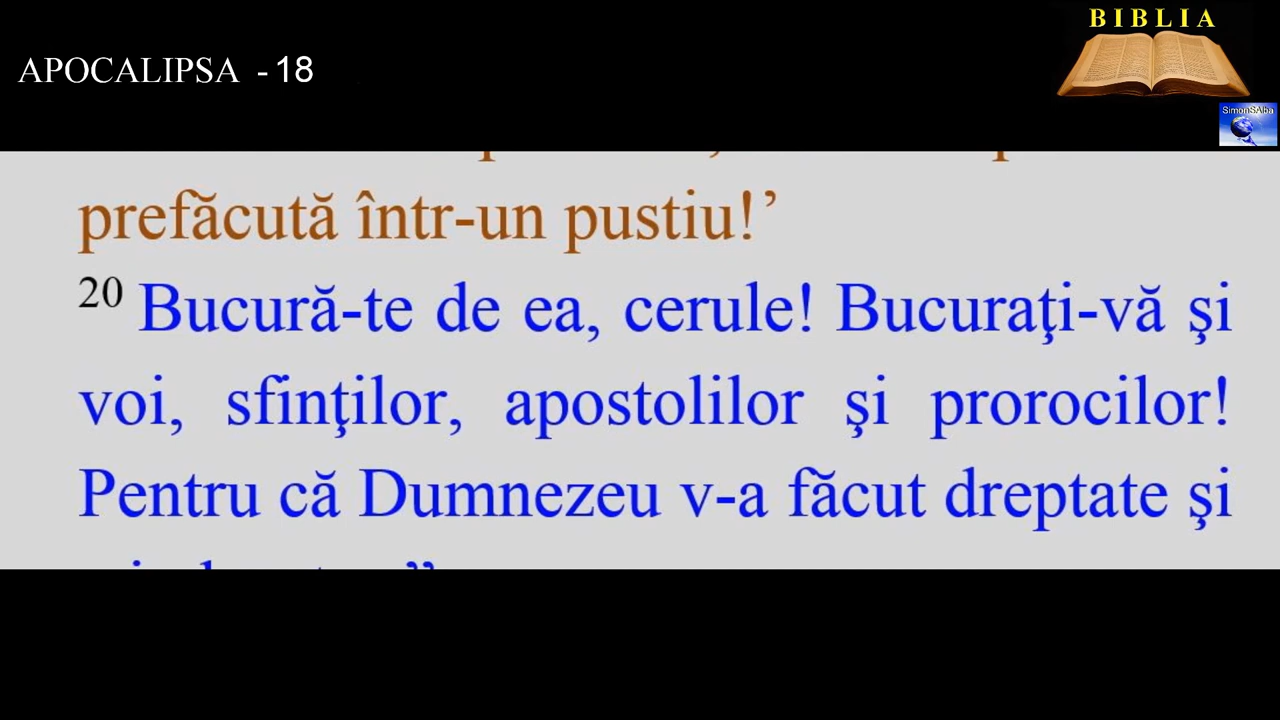 BIBLIA
APOCALIPSA - 18
SimonSAlba
prefăcută într-un pustiu!’
20 Bucură-te de ea, cerule! Bucuraţi-vă şi
voi, sfinţilor, apostolilor şi prorocilor!
Pentru că Dumnezeu v-a făcut dreptate şi